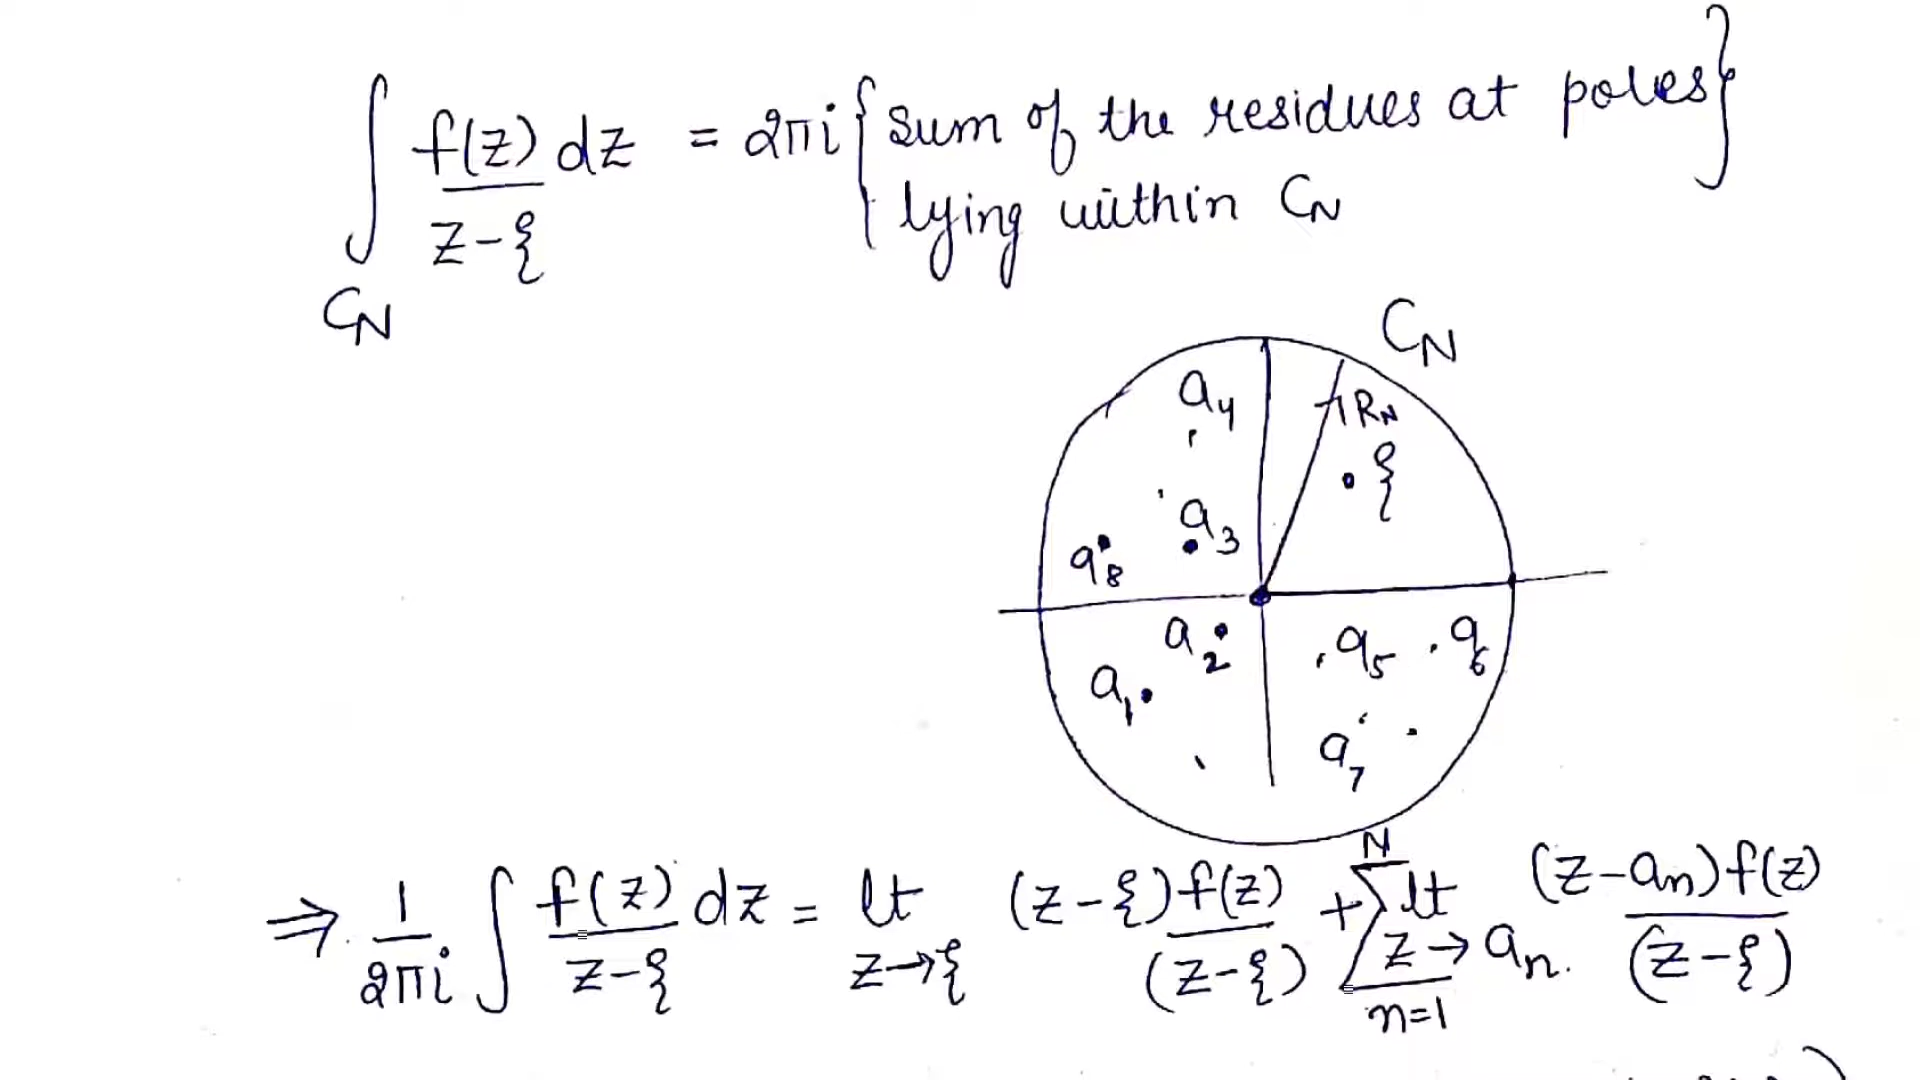 ∫_{C_N} f(z)/(z-ξ) dz = 2πi { sum of the residues at poles
lying within C_N }
C_N
a_4
R_N
ξ
a_3
a_8
a_2
a_5
a_6
a_1
a_7
⇒ 1/2πi ∫ f(z)/(z-ξ) dz = lt_{z→ξ} (z-ξ)f(z)/(z-ξ) + ∑_{n=1}^{N} lt_{z→a_n} (z-a_n)f(z)/(z-ξ)